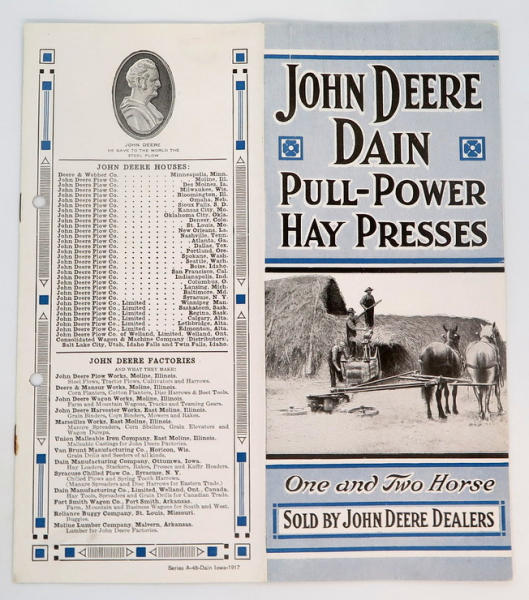 JOHN DEERE
HE GAVE TO THE WORLD THE
STEEL PLOW
JOHN DEERE HOUSES:
Deere & Webber Co. . . . . . . . . Minneapolis, Minn.
John Deere Plow Co. . . . . . . . . Moline, Ill.
John Deere Plow Co. . . . . . . . . Des Moines, Ia.
John Deere Plow Co. . . . . . . . . Milwaukee, Wis.
John Deere Plow Co. . . . . . . . . Bloomington, Ill.
John Deere Plow Co. . . . . . . . . Omaha, Neb.
John Deere Plow Co. . . . . . . . . Sioux Falls, S. D.
John Deere Plow Co. . . . . . . . . Kansas City, Mo.
John Deere Plow Co. . . . . . . . . Oklahoma City, Okla.
John Deere Plow Co. . . . . . . . . Denver, Colo.
John Deere Plow Co. . . . . . . . . St. Louis, Mo.
John Deere Plow Co. . . . . . . . . New Orleans, La.
John Deere Plow Co. . . . . . . . . Nashville, Tenn.
John Deere Plow Co. . . . . . . . . Atlanta, Ga.
John Deere Plow Co. . . . . . . . . Dallas, Tex.
John Deere Plow Co. . . . . . . . . Portland, Ore.
John Deere Plow Co. . . . . . . . . Spokane, Wash.
John Deere Plow Co. . . . . . . . . Seattle, Wash.
John Deere Plow Co. . . . . . . . . Boise, Idaho.
John Deere Plow Co. . . . . . . . . San Francisco, Cal.
John Deere Plow Co. . . . . . . . . Indianapolis, Ind.
John Deere Plow Co. . . . . . . . . Columbus, O.
John Deere Plow Co. . . . . . . . . Lansing, Mich.
John Deere Plow Co. . . . . . . . . Baltimore, Md.
John Deere Plow Co. . . . . . . . . Syracuse, N. Y.
John Deere Plow Co., Limited . . . . . Winnipeg, Man.
John Deere Plow Co., Limited . . . . . Saskatoon, Sask.
John Deere Plow Co., Limited . . . . . Regina, Sask.
John Deere Plow Co., Limited . . . . . Calgary, Alta.
John Deere Plow Co., Limited . . . . . Lethbridge, Alta.
John Deere Plow Co., Limited . . . . . Edmonton, Alta.
John Deere Plow Co. of Welland, Limited, Welland, Ont.
Consolidated Wagon & Machine Company (Distributors),
Salt Lake City, Utah, Idaho Falls and Twin Falls, Idaho.
JOHN DEERE FACTORIES
AND WHAT THEY MAKE:
John Deere Plow Works, Moline, Illinois.
Steel Plows, Tractor Plows, Cultivators and Harrows.
Deere & Mansur Works, Moline, Illinois.
Corn Planters, Cotton Planters, Disc Harrows & Beet Tools.
John Deere Wagon Works, Moline, Illinois.
Farm and Mountain Wagons, Trucks and Teaming Gears.
John Deere Harvester Works, East Moline, Illinois.
Grain Binders, Corn Binders, Mowers and Rakes.
Marseilles Works, East Moline, Illinois.
Manure Spreaders, Corn Shellers, Grain Elevators and
Wagon Dumps.
Union Malleable Iron Company, East Moline, Illinois.
Malleable Castings for John Deere Factories.
Van Brunt Manufacturing Co., Horicon, Wis.
Grain Drills and Seeders of all kinds.
Dain Manufacturing Company, Ottumwa, Iowa.
Hay Loaders, Stackers, Rakes, Presses and Kaffir Headers.
Syracuse Chilled Plow Co., Syracuse, N. Y.
Chilled Plows and Spring Tooth Harrows.
Manure Spreaders and Disc Harrows for Eastern Trade.)
Dain Manufacturing Co., Limited, Welland, Ont., Canada.
Hay Tools, Spreaders and Grain Drills for Canadian Trade.
Fort Smith Wagon Co., Fort Smith, Arkansas.
Farm, Mountain and Business Wagons for South and West.
Reliance Buggy Company, St. Louis, Missouri.
Buggies.
Moline Lumber Company, Malvern, Arkansas.
Lumber for John Deere Factories.
Series A-48-Dain Iowa-1917
JOHN DEERE
DAIN
PULL-POWER
HAY PRESSES
One and Two Horse
SOLD BY JOHN DEERE DEALERS